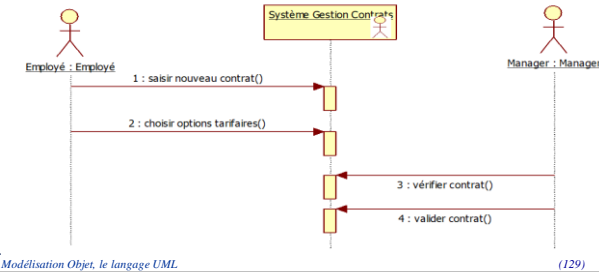 Système Gestion Contrats
Employé : Employé
Manager : Manager
1 : saisir nouveau contrat()
2 : choisir options tarifaires()
3 : vérifier contrat()
4 : valider contrat()
Modélisation Objet, le langage UML (129)